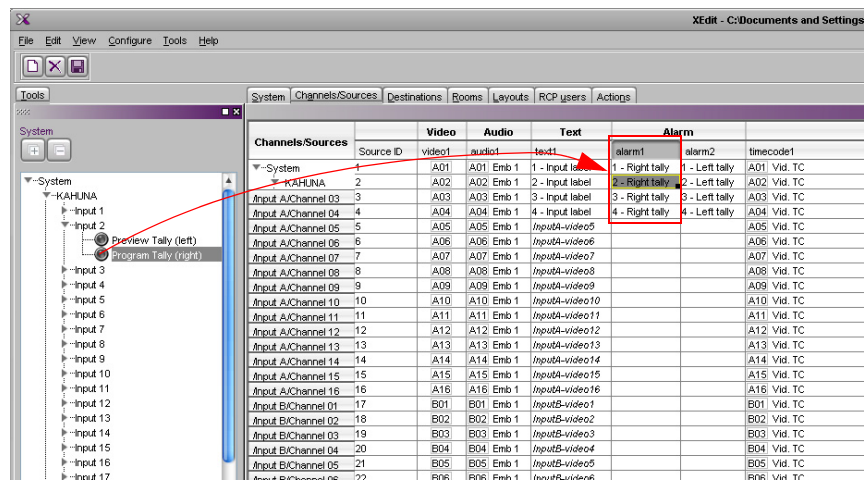 XEdit - C:\Documents and Settings
File Edit View Configure Tools Help
Tools
System Channels/Sources Destinations Rooms Layouts RCP users Actions
System
System
KAHUNA
Input 1
Input 2
Preview Tally (left)
Program Tally (right)
Input 3
Input 4
Input 5
Input 6
Input 7
Input 8
Input 9
Input 10
Input 11
Input 12
Input 13
Input 14
Input 15
Input 16
Input 17
Channels/Sources Video Audio Text Alarm
Source ID video1 audio1 text1 alarm1 alarm2 timecode1
System 1 A01 A01 Emb 1 1 - Input label 1 - Right tally 1 - Left tally A01 Vid. TC
KAHUNA 2 A02 A02 Emb 1 2 - Input label 2 - Right tally 2 - Left tally A02 Vid. TC
/Input A/Channel 03 3 A03 A03 Emb 1 3 - Input label 3 - Right tally 3 - Left tally A03 Vid. TC
/Input A/Channel 04 4 A04 A04 Emb 1 4 - Input label 4 - Right tally 4 - Left tally A04 Vid. TC
/Input A/Channel 05 5 A05 A05 Emb 1 InputA-video5 A05 Vid. TC
/Input A/Channel 06 6 A06 A06 Emb 1 InputA-video6 A06 Vid. TC
/Input A/Channel 07 7 A07 A07 Emb 1 InputA-video7 A07 Vid. TC
/Input A/Channel 08 8 A08 A08 Emb 1 InputA-video8 A08 Vid. TC
/Input A/Channel 09 9 A09 A09 Emb 1 InputA-video9 A09 Vid. TC
/Input A/Channel 10 10 A10 A10 Emb 1 InputA-video10 A10 Vid. TC
/Input A/Channel 11 11 A11 A11 Emb 1 InputA-video11 A11 Vid. TC
/Input A/Channel 12 12 A12 A12 Emb 1 InputA-video12 A12 Vid. TC
/Input A/Channel 13 13 A13 A13 Emb 1 InputA-video13 A13 Vid. TC
/Input A/Channel 14 14 A14 A14 Emb 1 InputA-video14 A14 Vid. TC
/Input A/Channel 15 15 A15 A15 Emb 1 InputA-video15 A15 Vid. TC
/Input A/Channel 16 16 A16 A16 Emb 1 InputA-video16 A16 Vid. TC
/Input B/Channel 01 17 B01 B01 Emb 1 InputB-video1 B01 Vid. TC
/Input B/Channel 02 18 B02 B02 Emb 1 InputB-video2 B02 Vid. TC
/Input B/Channel 03 19 B03 B03 Emb 1 InputB-video3 B03 Vid. TC
/Input B/Channel 04 20 B04 B04 Emb 1 InputB-video4 B04 Vid. TC
/Input B/Channel 05 21 B05 B05 Emb 1 InputB-video5 B05 Vid. TC
/Input B/Channel 06 22 B06 B06 Emb 1 InputB-video6 B06 Vid. TC